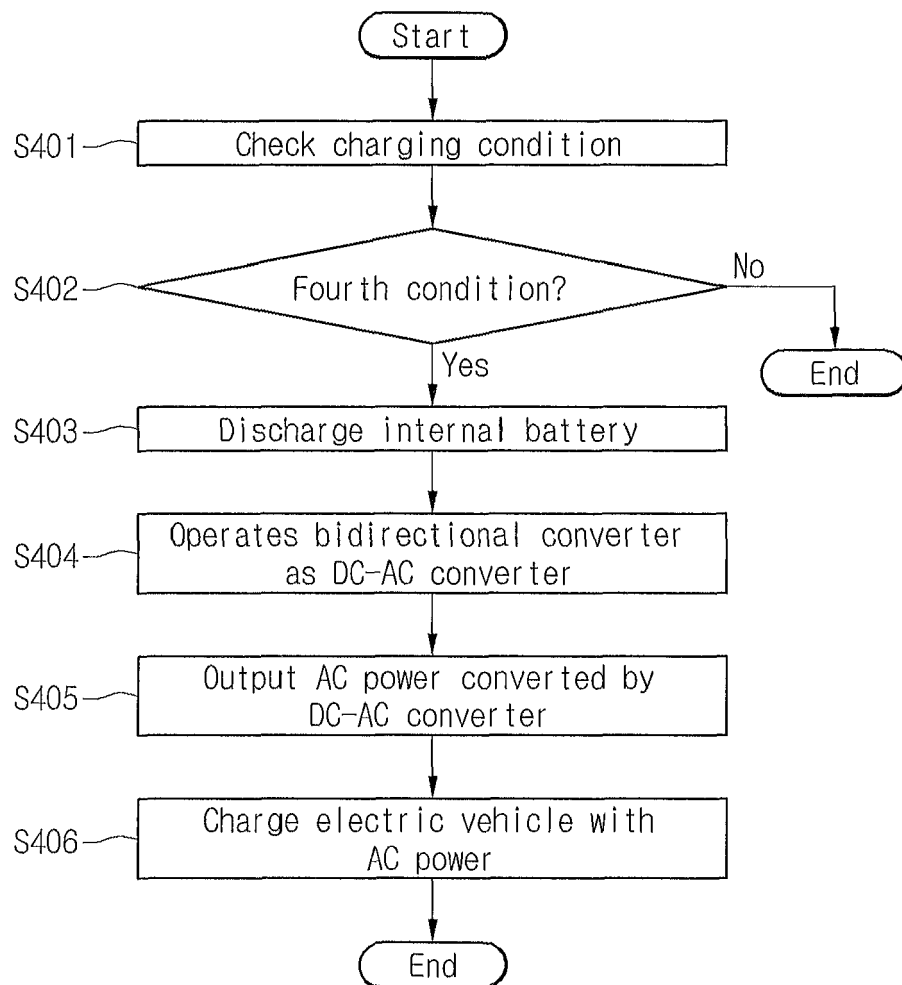 Start
S401
Check charging condition
S402
Fourth condition?
No
End
Yes
S403
Discharge internal battery
S404
Operates bidirectional converter
as DC-AC converter
S405
Output AC power converted by
DC-AC converter
S406
Charge electric vehicle with
AC power
End